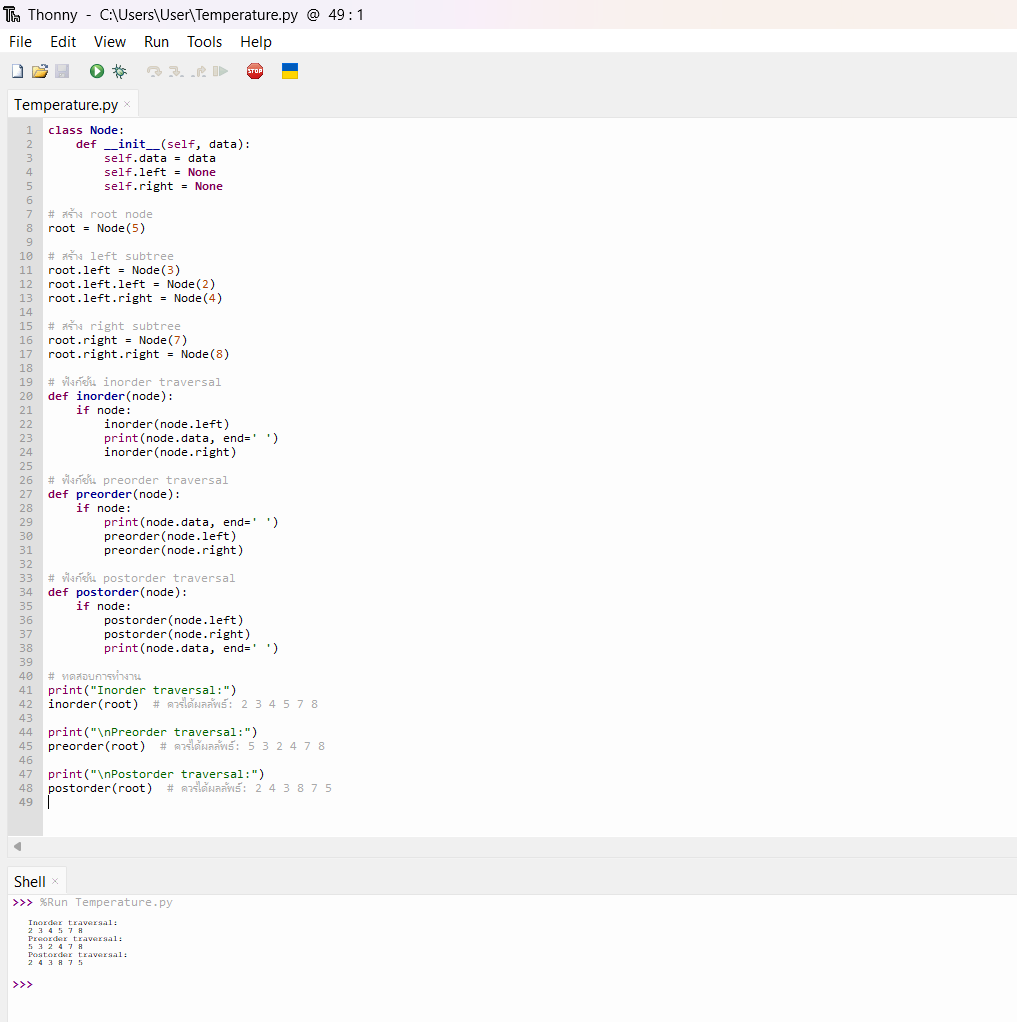 Thonny - C:\Users\User\Temperature.py @ 49 : 1
File Edit View Run Tools Help
STOP
Temperature.py ×
1 class Node:
2     def __init__(self, data):
3         self.data = data
4         self.left = None
5         self.right = None
6
7 # สร้าง root node
8 root = Node(5)
9
10 # สร้าง left subtree
11 root.left = Node(3)
12 root.left.left = Node(2)
13 root.left.right = Node(4)
14
15 # สร้าง right subtree
16 root.right = Node(7)
17 root.right.right = Node(8)
18
19 # ฟังก์ชัน inorder traversal
20 def inorder(node):
21     if node:
22         inorder(node.left)
23         print(node.data, end=' ')
24         inorder(node.right)
25
26 # ฟังก์ชัน preorder traversal
27 def preorder(node):
28     if node:
29         print(node.data, end=' ')
30         preorder(node.left)
31         preorder(node.right)
32
33 # ฟังก์ชัน postorder traversal
34 def postorder(node):
35     if node:
36         postorder(node.left)
37         postorder(node.right)
38         print(node.data, end=' ')
39
40 # ทดสอบการทำงาน
41 print("Inorder traversal:")
42 inorder(root)  # ควรได้ผลลัพธ์: 2 3 4 5 7 8
43
44 print("\nPreorder traversal:")
45 preorder(root)  # ควรได้ผลลัพธ์: 5 3 2 4 7 8
46
47 print("\nPostorder traversal:")
48 postorder(root)  # ควรได้ผลลัพธ์: 2 4 3 8 7 5
49
Shell ×
>>> %Run Temperature.py
Inorder traversal:
2 3 4 5 7 8
Preorder traversal:
5 3 2 4 7 8
Postorder traversal:
2 4 3 8 7 5
>>>